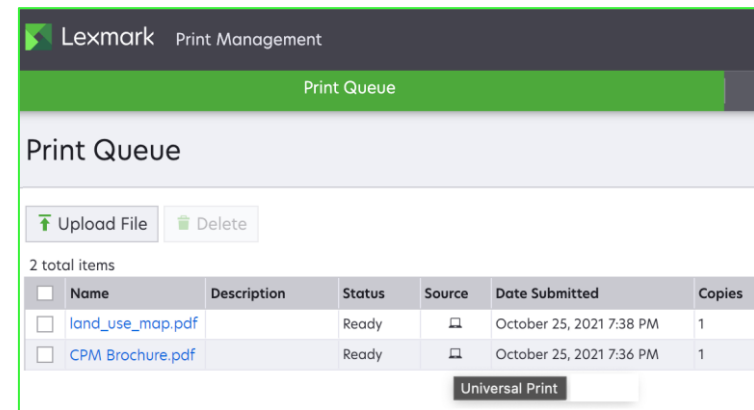 Lexmark Print Management
Print Queue
Print Queue
Upload File Delete
2 total items
Name Description Status Source Date Submitted Copies
land_use_map.pdf Ready October 25, 2021 7:38 PM 1
CPM Brochure.pdf Ready October 25, 2021 7:36 PM 1
Universal Print